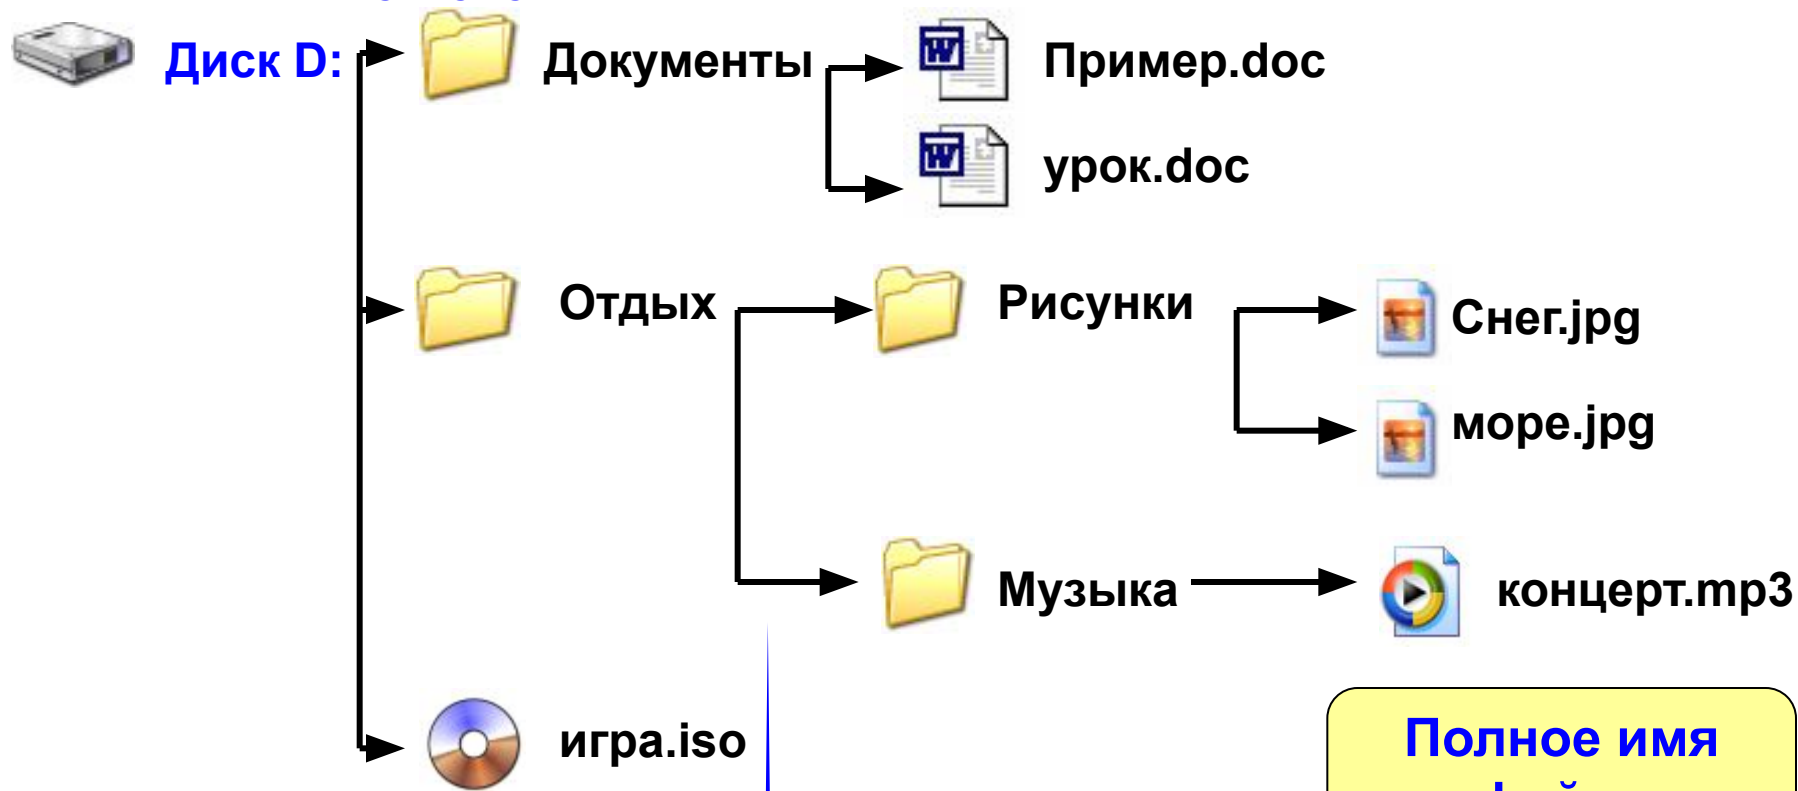 Диск D:
Документы
Пример.doc
урок.doc
Отдых
Рисунки
Снег.jpg
море.jpg
Музыка
концерт.mp3
игра.iso
Полное имя